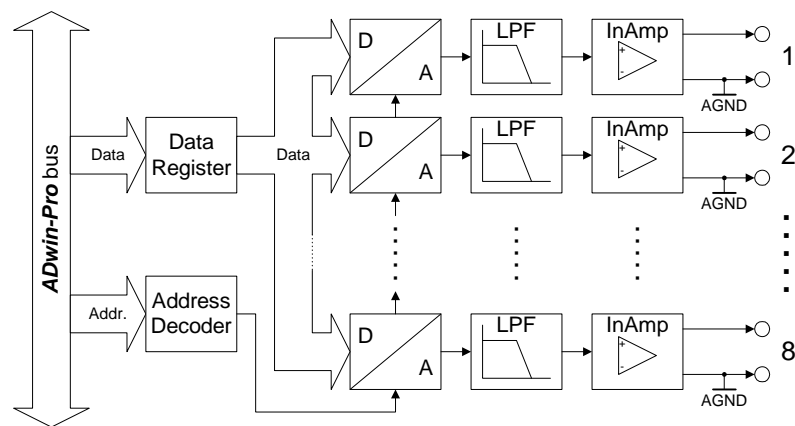 ADwin-Pro bus
Data
Data
Register
Data
Addr.
Address
Decoder
D
A
LPF
InAmp
+
-
AGND
1
D
A
LPF
InAmp
+
-
AGND
2
D
A
LPF
InAmp
+
-
AGND
8